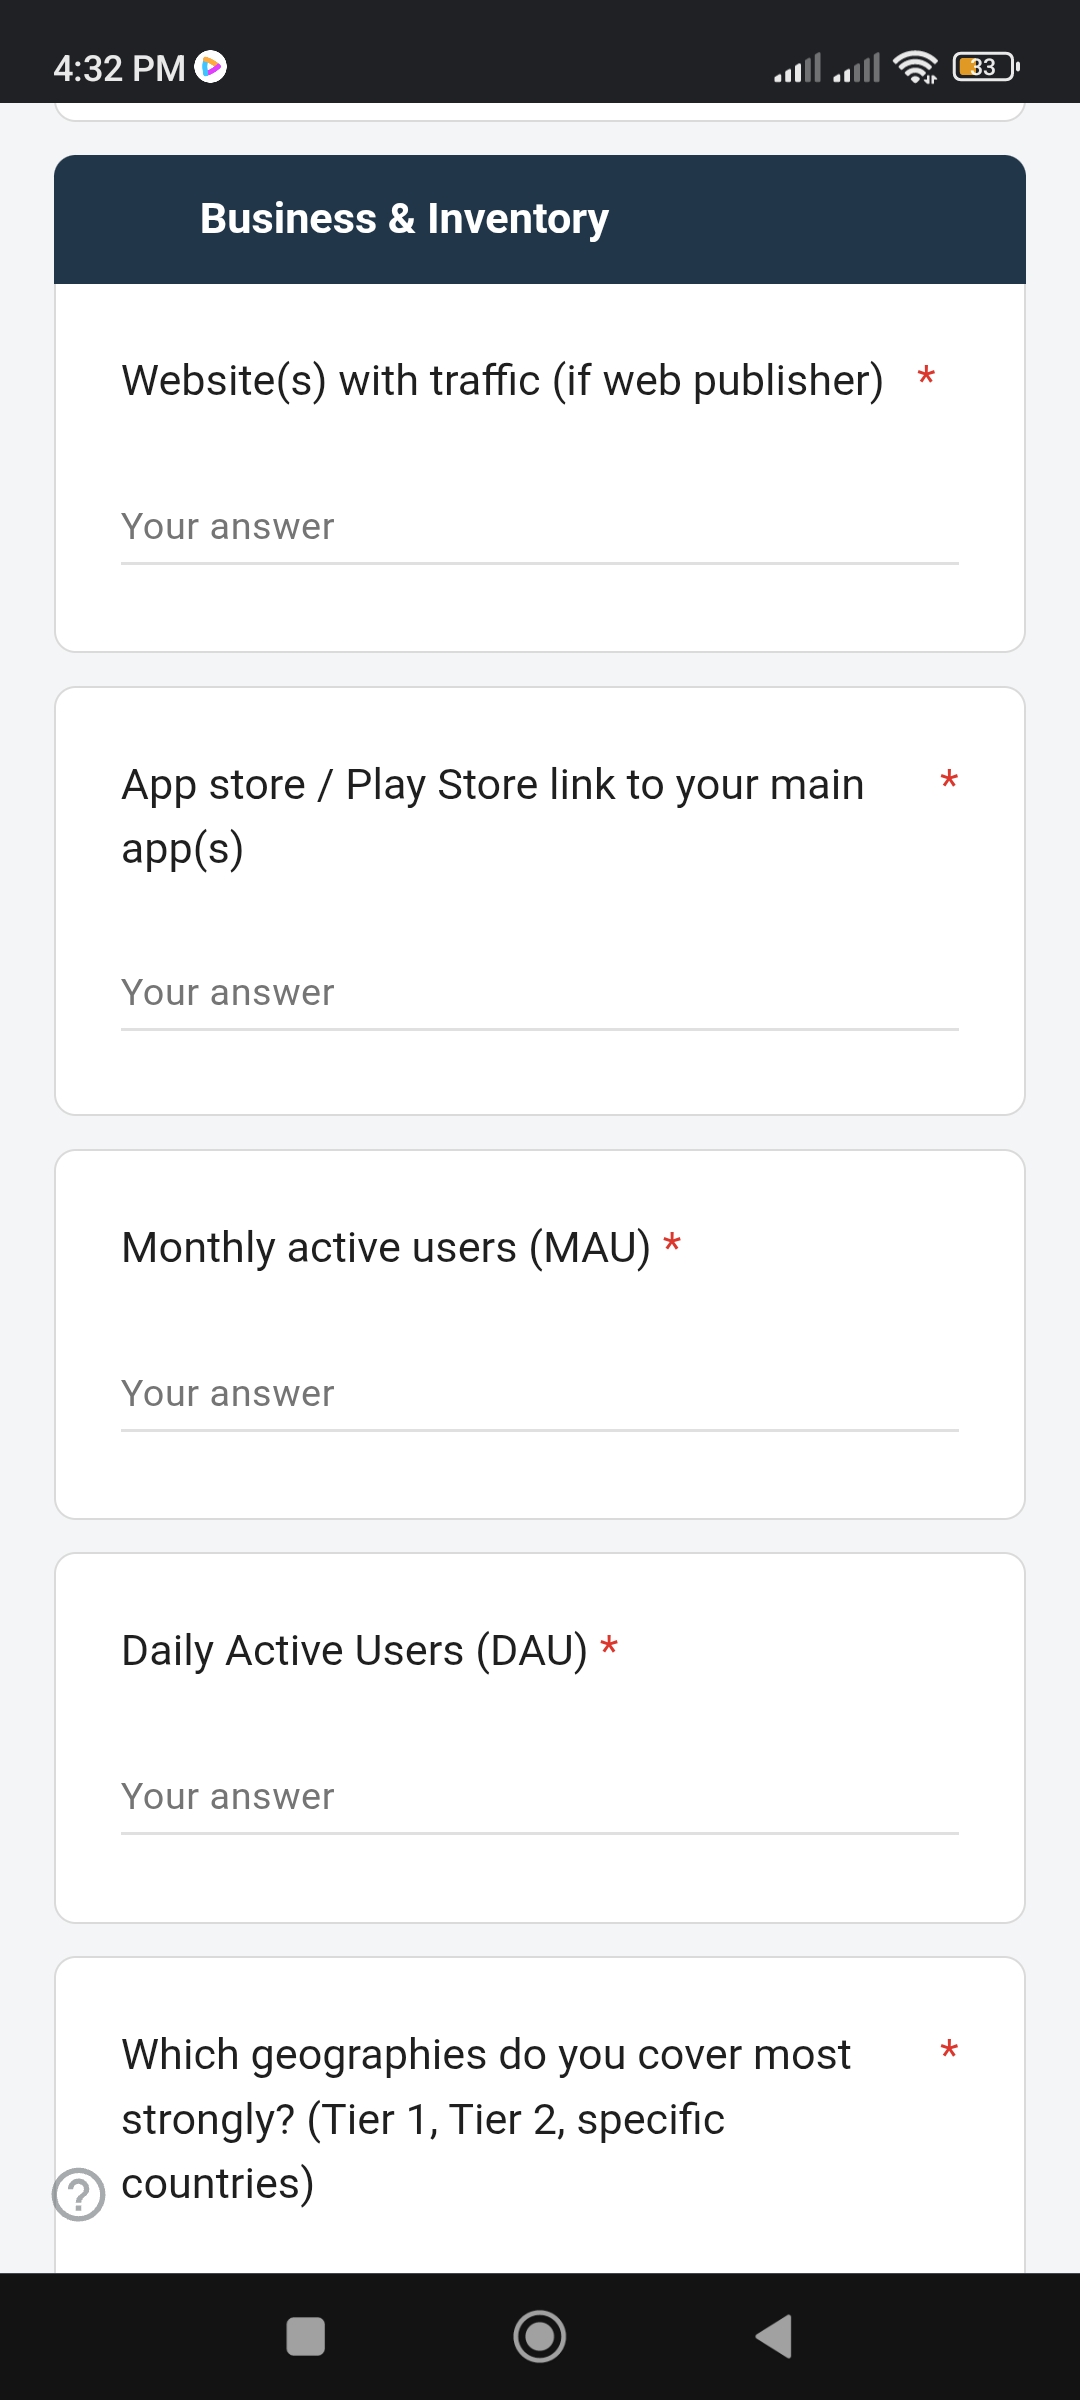 4:32 PM
33
Business & Inventory
Website(s) with traffic (if web publisher) *
Your answer
App store / Play Store link to your main *
app(s)
Your answer
Monthly active users (MAU) *
Your answer
Daily Active Users (DAU) *
Your answer
Which geographies do you cover most *
strongly? (Tier 1, Tier 2, specific
countries)
?